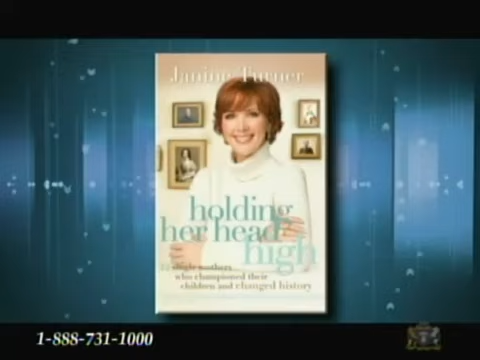 Janine Turner
holding
her head
high
12 single mothers
who championed their
children and changed history
1-888-731-1000